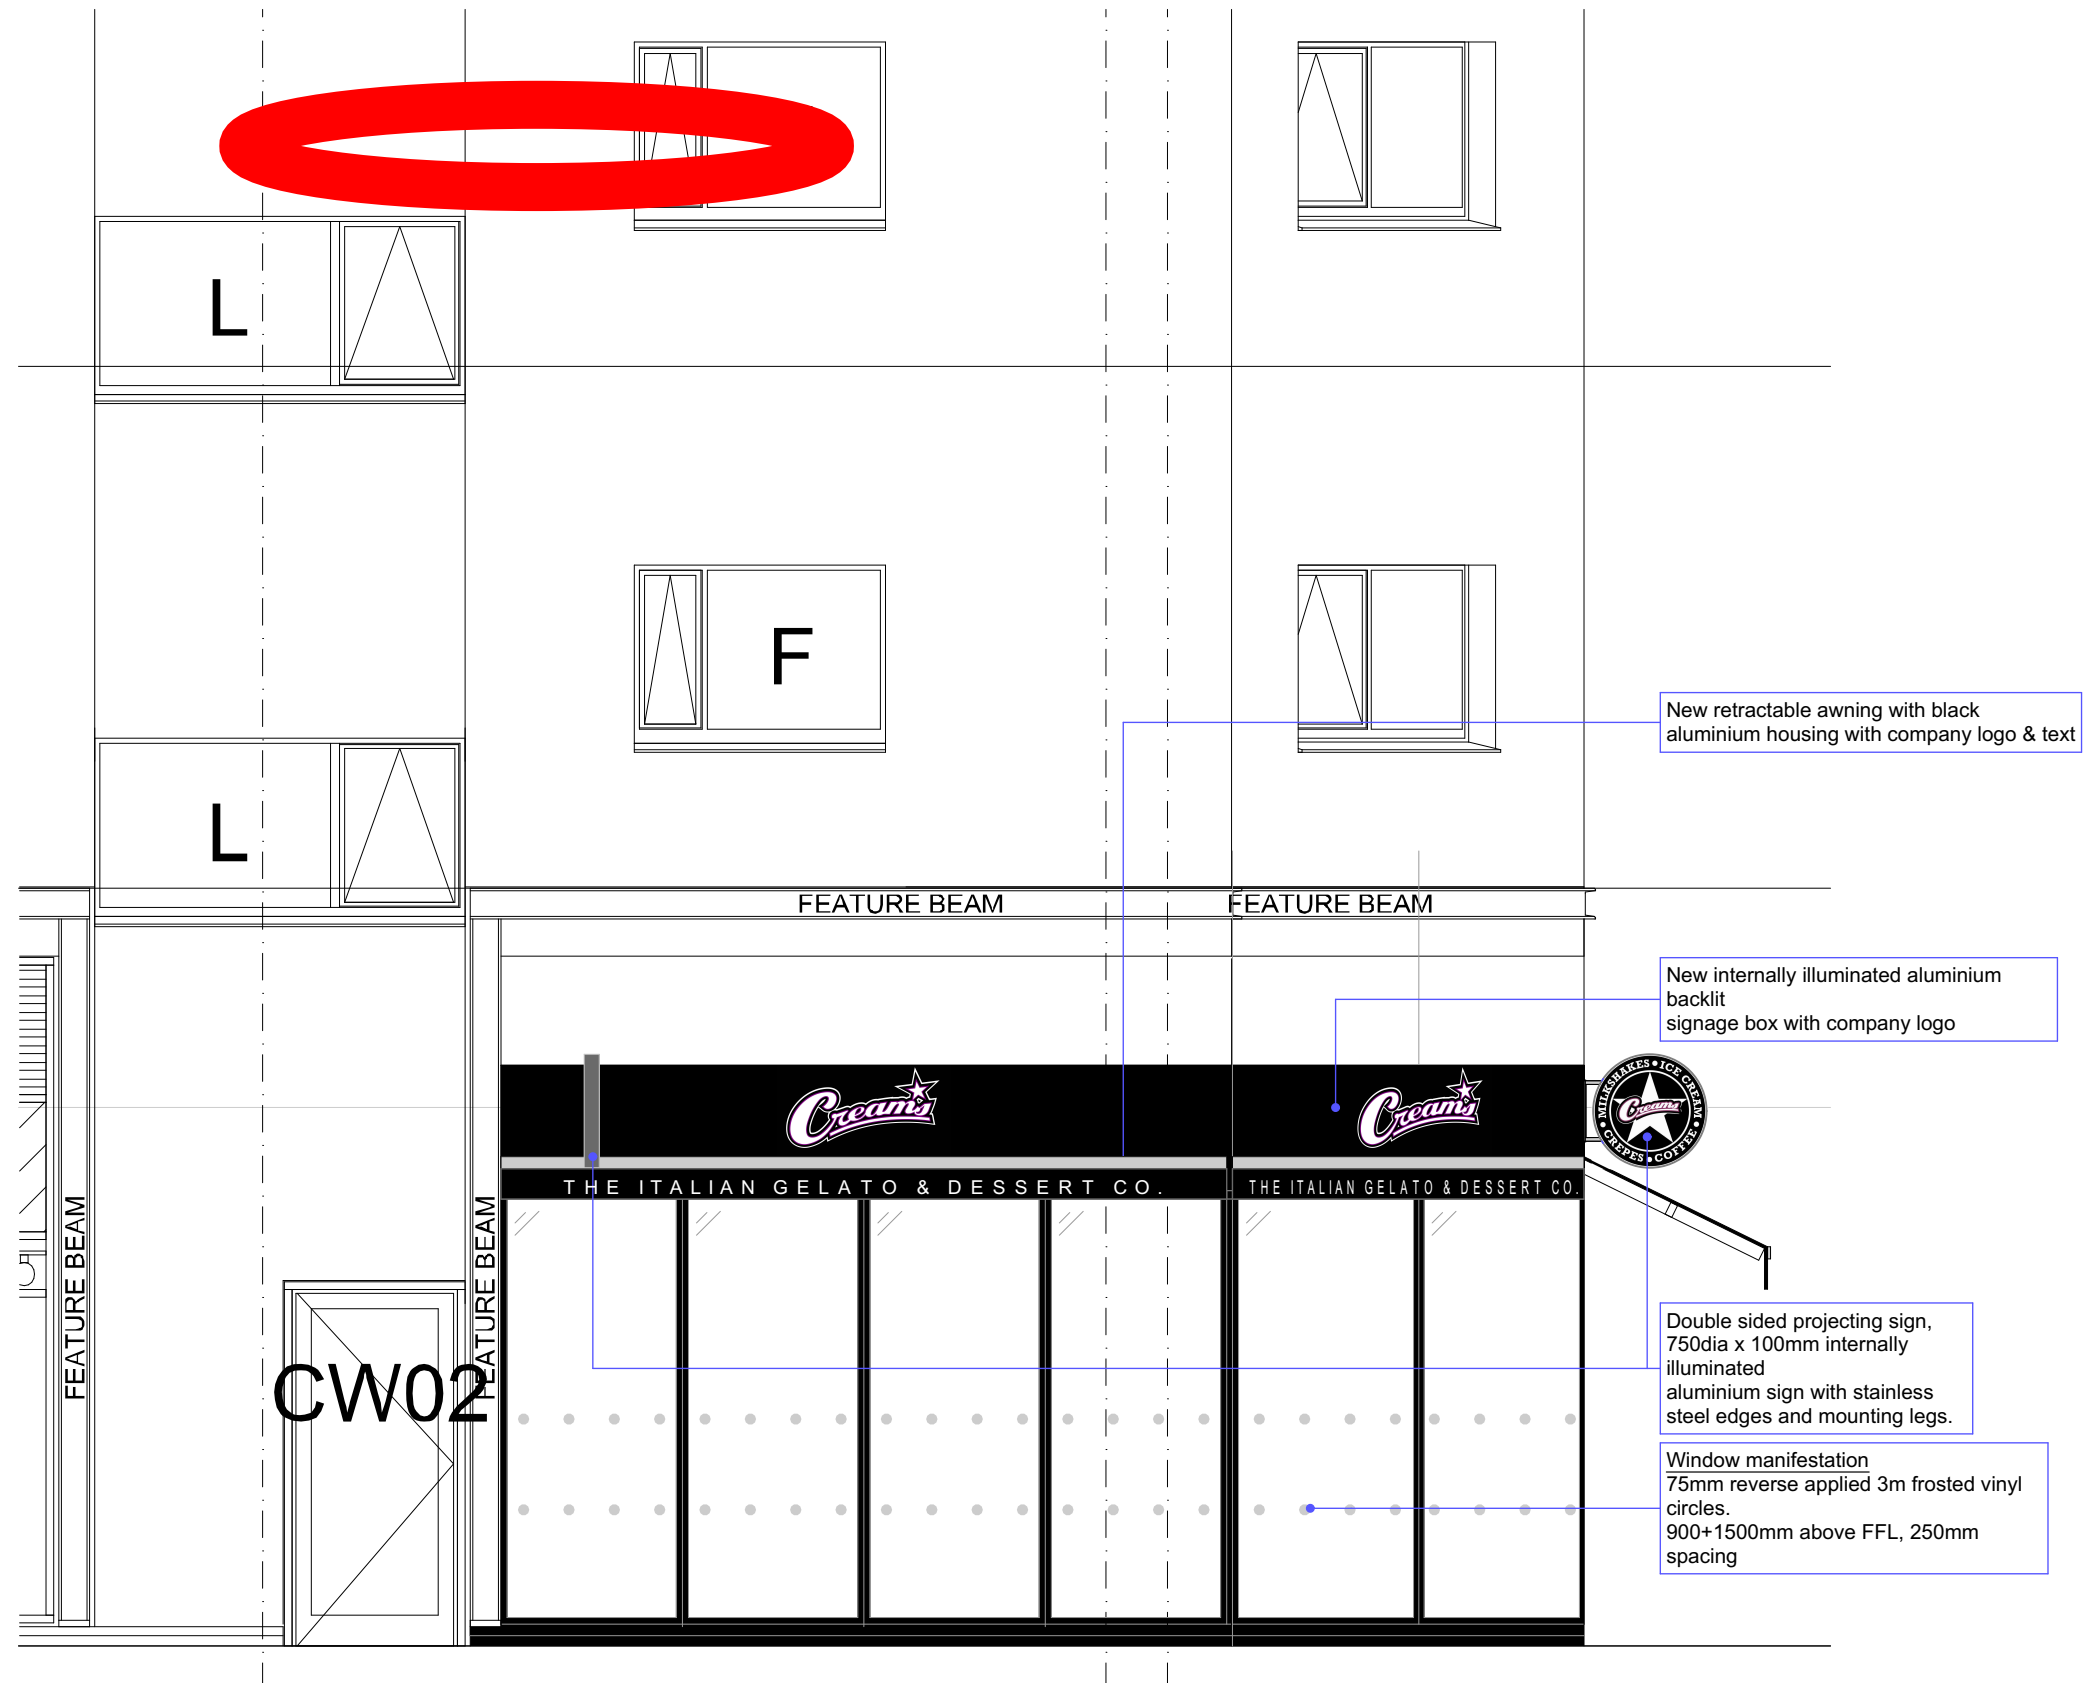 L
F
New retractable awning with black
aluminium housing with company logo & text
L
FEATURE BEAM
FEATURE BEAM
New internally illuminated aluminium
backlit
signage box with company logo
Creams
Creams
MILKSHAKES • ICE CREAM
Creams
• CREPES • COFFEE •
THE ITALIAN GELATO & DESSERT CO.
THE ITALIAN GELATO & DESSERT CO.
FEATURE BEAM
FEATURE BEAM
CW02
Double sided projecting sign,
750dia x 100mm internally
illuminated
aluminium sign with stainless
steel edges and mounting legs.
Window manifestation
75mm reverse applied 3m frosted vinyl
circles.
900+1500mm above FFL, 250mm
spacing